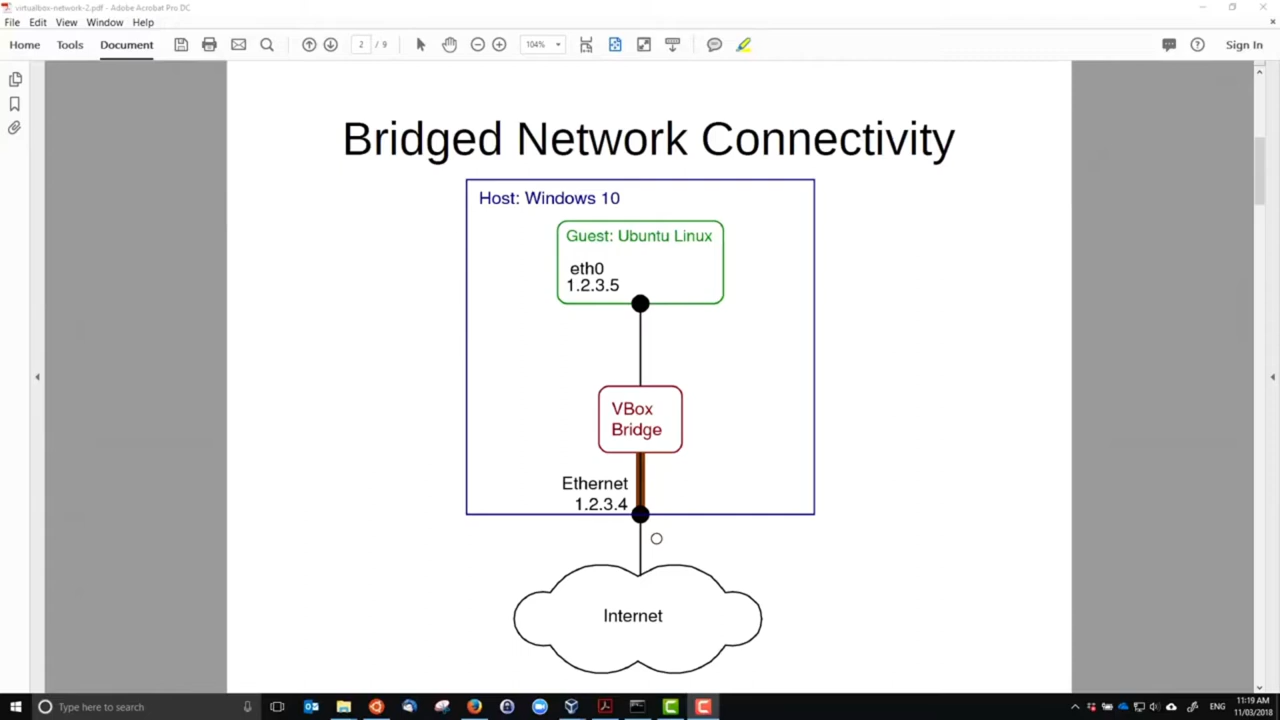 virtualbox-network-2.pdf - Adobe Acrobat Pro DC
File Edit View Window Help
Home Tools Document 2 / 9 104% Sign In
Bridged Network Connectivity
Host: Windows 10
Guest: Ubuntu Linux
eth0
1.2.3.5
VBox
Bridge
Ethernet
1.2.3.4
Internet
Type here to search
ENG
11:19 AM
11/03/2018